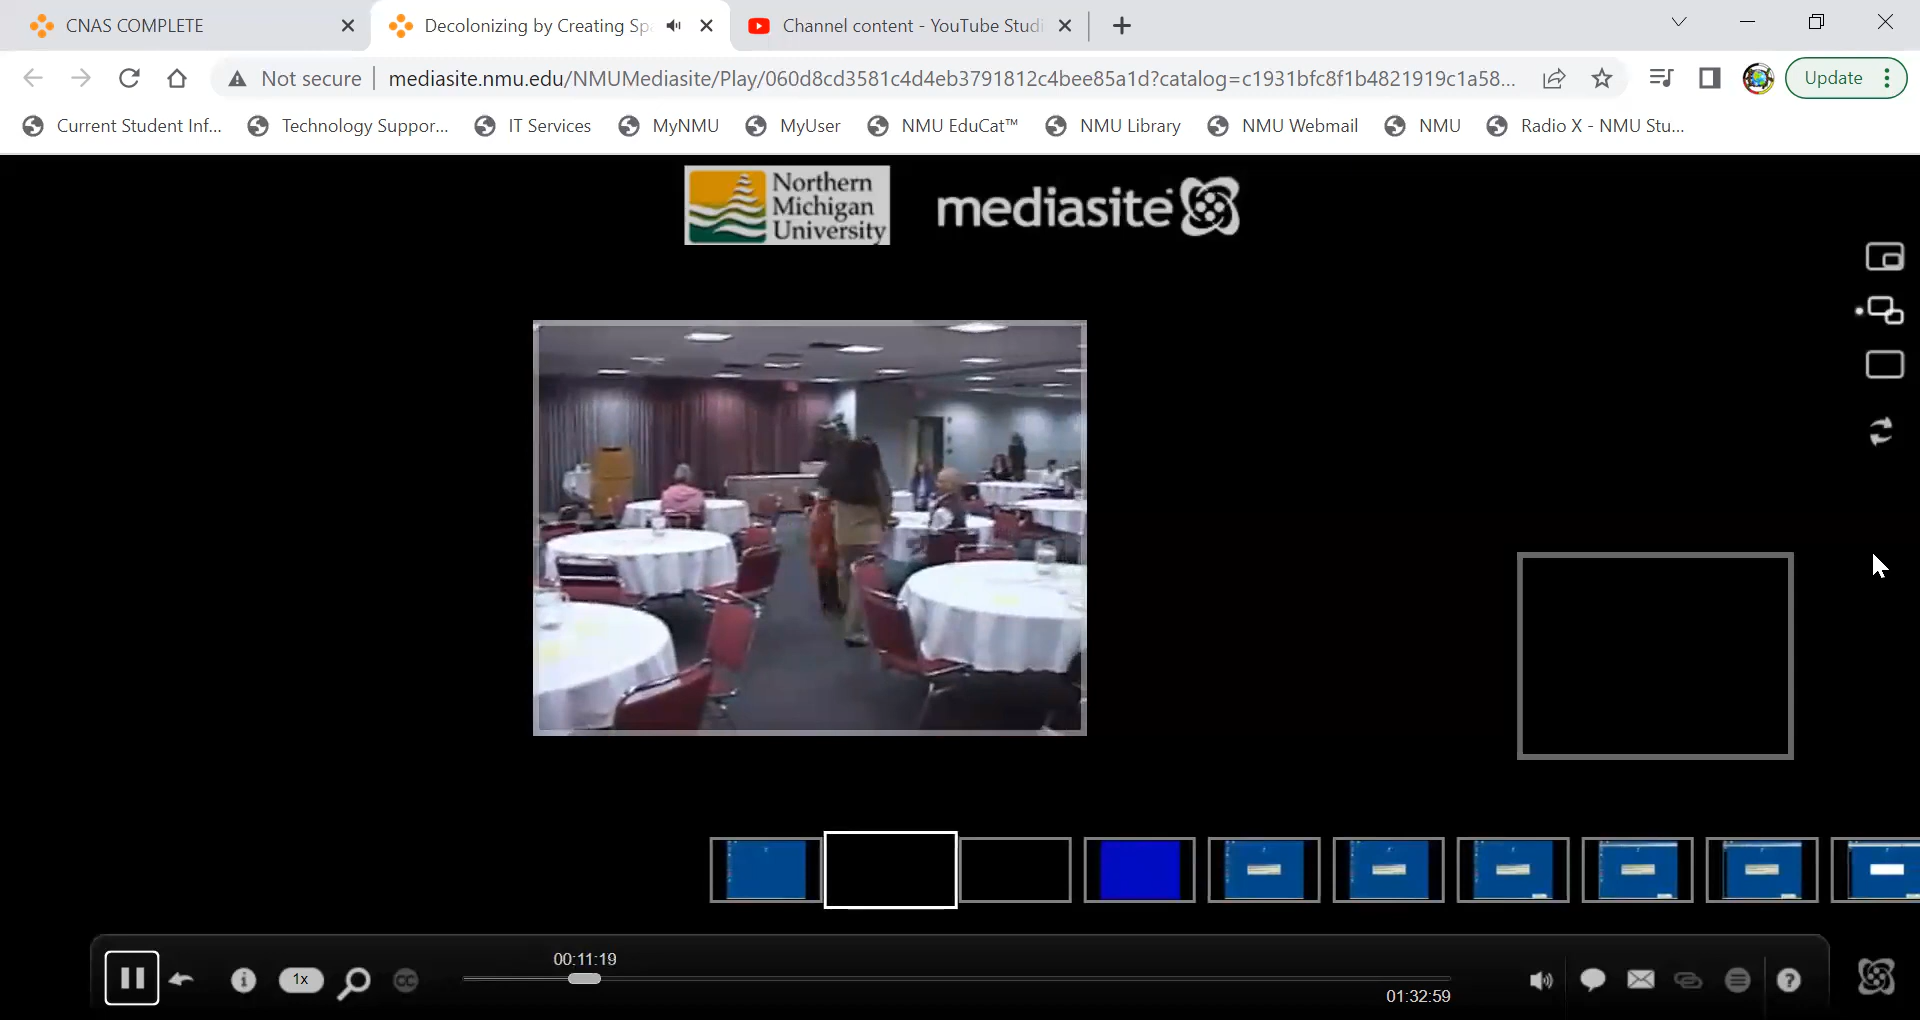 CNAS COMPLETE
Decolonizing by Creating Sp
Channel content - YouTube Studi
Not secure
mediasite.nmu.edu/NMUMediasite/Play/060d8cd3581c4d4eb3791812c4bee85a1d?catalog=c1931bfc8f1b4821919c1a58...
Update
Current Student Inf...
Technology Suppor...
IT Services
MyNMU
MyUser
NMU EduCat™
NMU Library
NMU Webmail
NMU
Radio X - NMU Stu...
Northern
Michigan
University
mediasite
00:11:19
1x
CC
01:32:59